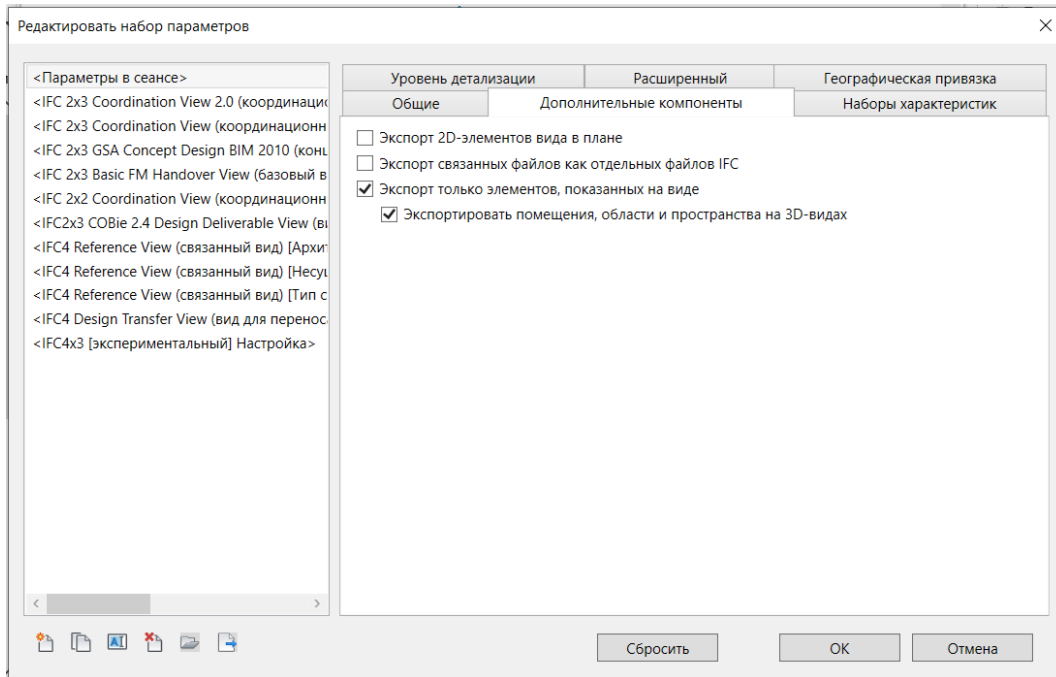 Редактировать набор параметров
<Параметры в сеансе>
<IFC 2x3 Coordination View 2.0 (координацио
<IFC 2x3 Coordination View (координационн
<IFC 2x3 GSA Concept Design BIM 2010 (конц
<IFC 2x3 Basic FM Handover View (базовый в
<IFC 2x2 Coordination View (координационн
<IFC2x3 COBie 2.4 Design Deliverable View (ви
<IFC4 Reference View (связанный вид) [Архит
<IFC4 Reference View (связанный вид) [Несущ
<IFC4 Reference View (связанный вид) [Тип с
<IFC4 Design Transfer View (вид для перенос
<IFC4x3 [экспериментальный] Настройка>
Уровень детализации
Расширенный
Географическая привязка
Общие
Дополнительные компоненты
Наборы характеристик
Экспорт 2D-элементов вида в плане
Экспорт связанных файлов как отдельных файлов IFC
Экспорт только элементов, показанных на виде
Экспортировать помещения, области и пространства на 3D-видах
AI
Сбросить
OK
Отмена